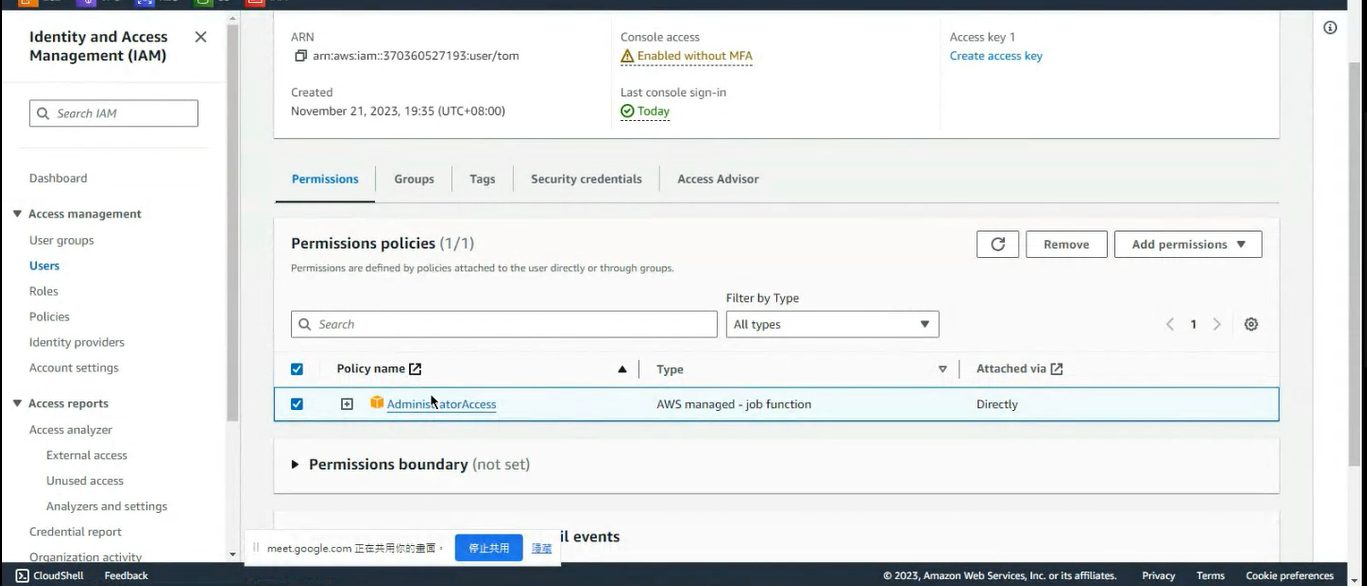 Identity and Access
Management (IAM)
Search IAM
Dashboard
Access management
User groups
Users
Roles
Policies
Identity providers
Account settings
Access reports
Access analyzer
External access
Unused access
Analyzers and settings
Credential report
Organization activity
ARN
arn:aws:iam::370360527193:user/tom
Console access
Enabled without MFA
Access key 1
Create access key
Created
November 21, 2023, 19:35 (UTC+08:00)
Last console sign-in
Today
Permissions Groups Tags Security credentials Access Advisor
Permissions policies (1/1)
Remove Add permissions
Permissions are defined by policies attached to the user directly or through groups.
Filter by Type
Search All types
1
Policy name Type Attached via
AdministratorAccess AWS managed - job function Directly
Permissions boundary (not set)
il events
meet.google.com 正在共用你的畫面。 停止共用 隱藏
CloudShell Feedback © 2023, Amazon Web Services, Inc. or its affiliates. Privacy Terms Cookie preferences